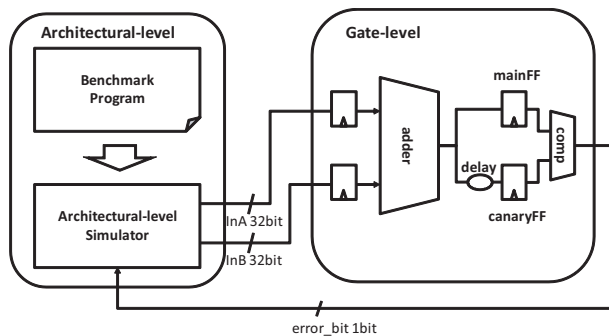 Architectural-level
Benchmark
Program
Architectural-level
Simulator
InA 32bit
InB 32bit
Gate-level
adder
mainFF
delay
canaryFF
comp
error_bit 1bit